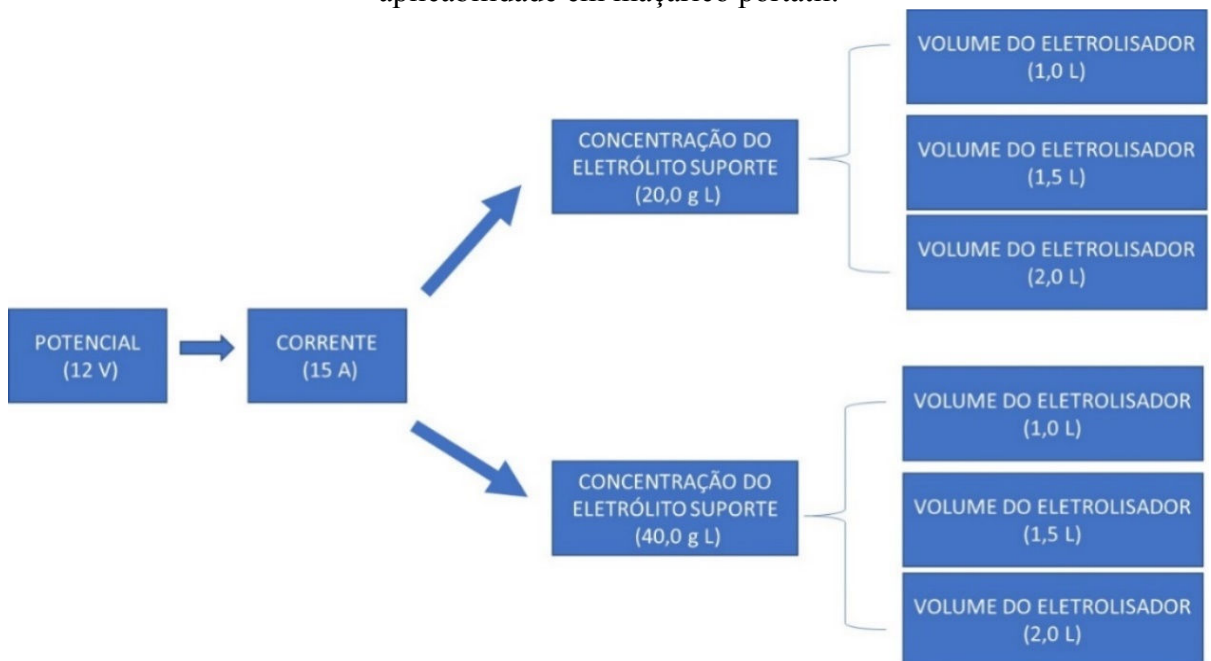 aplicabilidade em maçarico portátil.
POTENCIAL
(12 V)
CORRENTE
(15 A)
CONCENTRAÇÃO DO
ELETRÓLITO SUPORTE
(20,0 g L)
VOLUME DO ELETROLISADOR
(1,0 L)
VOLUME DO ELETROLISADOR
(1,5 L)
VOLUME DO ELETROLISADOR
(2,0 L)
CONCENTRAÇÃO DO
ELETRÓLITO SUPORTE
(40,0 g L)
VOLUME DO ELETROLISADOR
(1,0 L)
VOLUME DO ELETROLISADOR
(1,5 L)
VOLUME DO ELETROLISADOR
(2,0 L)